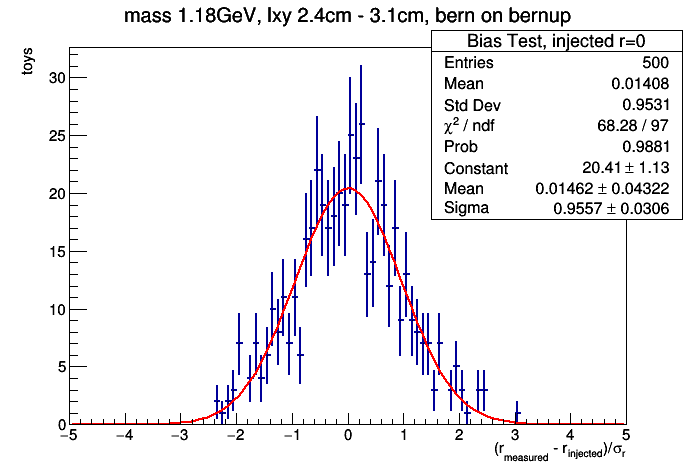 mass 1.18GeV, lxy 2.4cm - 3.1cm, bern on bernup
Bias Test, injected r=0
Entries 500
Mean 0.01408
Std Dev 0.9531
χ² / ndf 68.28 / 97
Prob 0.9881
Constant 20.41 ± 1.13
Mean 0.01462 ± 0.04322
Sigma 0.9557 ± 0.0306
toys
30
25
20
15
10
5
0
−5 −4 −3 −2 −1 0 1 2 3 4 5
(r_measured - r_injected)/σ_r